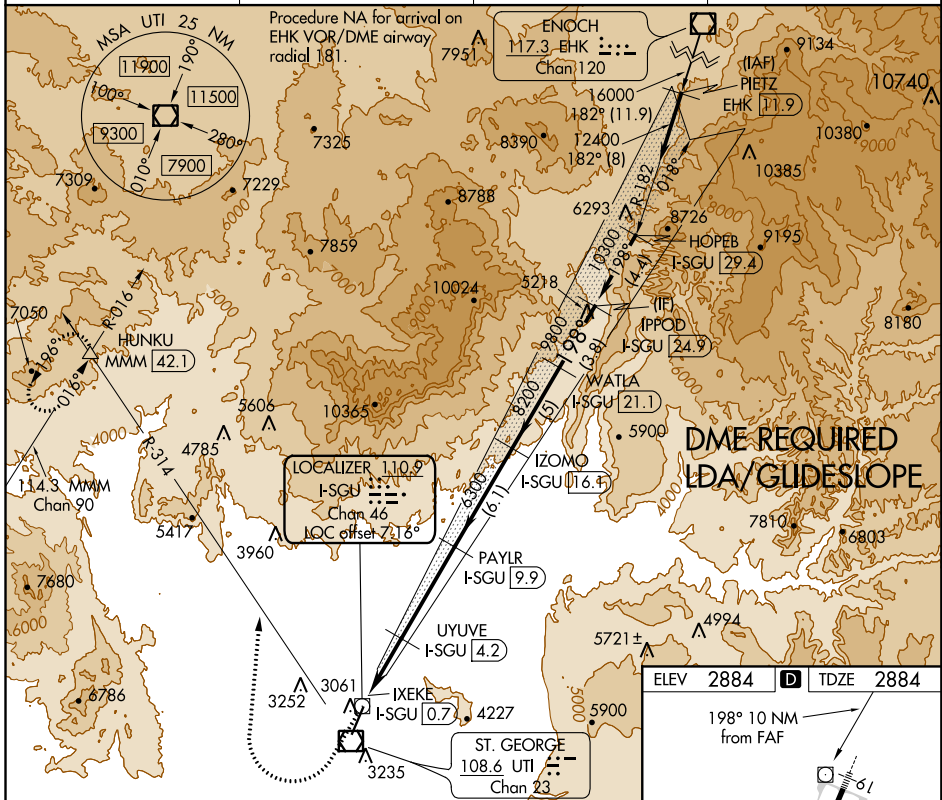 MSA UTI 25 NM
11900
190°
100°
11500
9300
280°
010°
7900
Procedure NA for arrival on
EHK VOR/DME airway
radial 181.
7951
ENOCH
117.3 EHK
Chan 120
9134
(IAF)
PIETZ
EHK 11.9
10740
16000
182° (11.9)
12400
182° (8)
7325
8390
10380
9000
10385
018°
R-182
7309
7229
8788
6293
8726
8000
HOPEB
I-SGU 29.4
9195
10300
198°
(4.4)
7859
10024
5218
(IF)
IPPOD
I-SGU 24.9
8180
7050
R-016
HUNKU
MMM 42.1
196°
016°
9800
198°
(3.8)
WATLA
I-SGU 21.1
10365
5606
8200
(5)
5900
DME REQUIRED
LDA/GLIDESLOPE
4000
4785
R-314
114.3 MMM
Chan 90
LOCALIZER 110.9
I-SGU
Chan 46
LOC offset 7.16°
IZOMO
I-SGU 16.1
6300
(6.1)
5417
3960
7810
6803
PAYLR
I-SGU 9.9
7680
6000
UYUVE
I-SGU 4.2
5721±
4994
6786
3252
3061
IXEKE
I-SGU 0.7
4227
5900
ELEV 2884 D TDZE 2884
198° 10 NM
from FAF
ST. GEORGE
108.6 UTI
Chan 23
3235
19